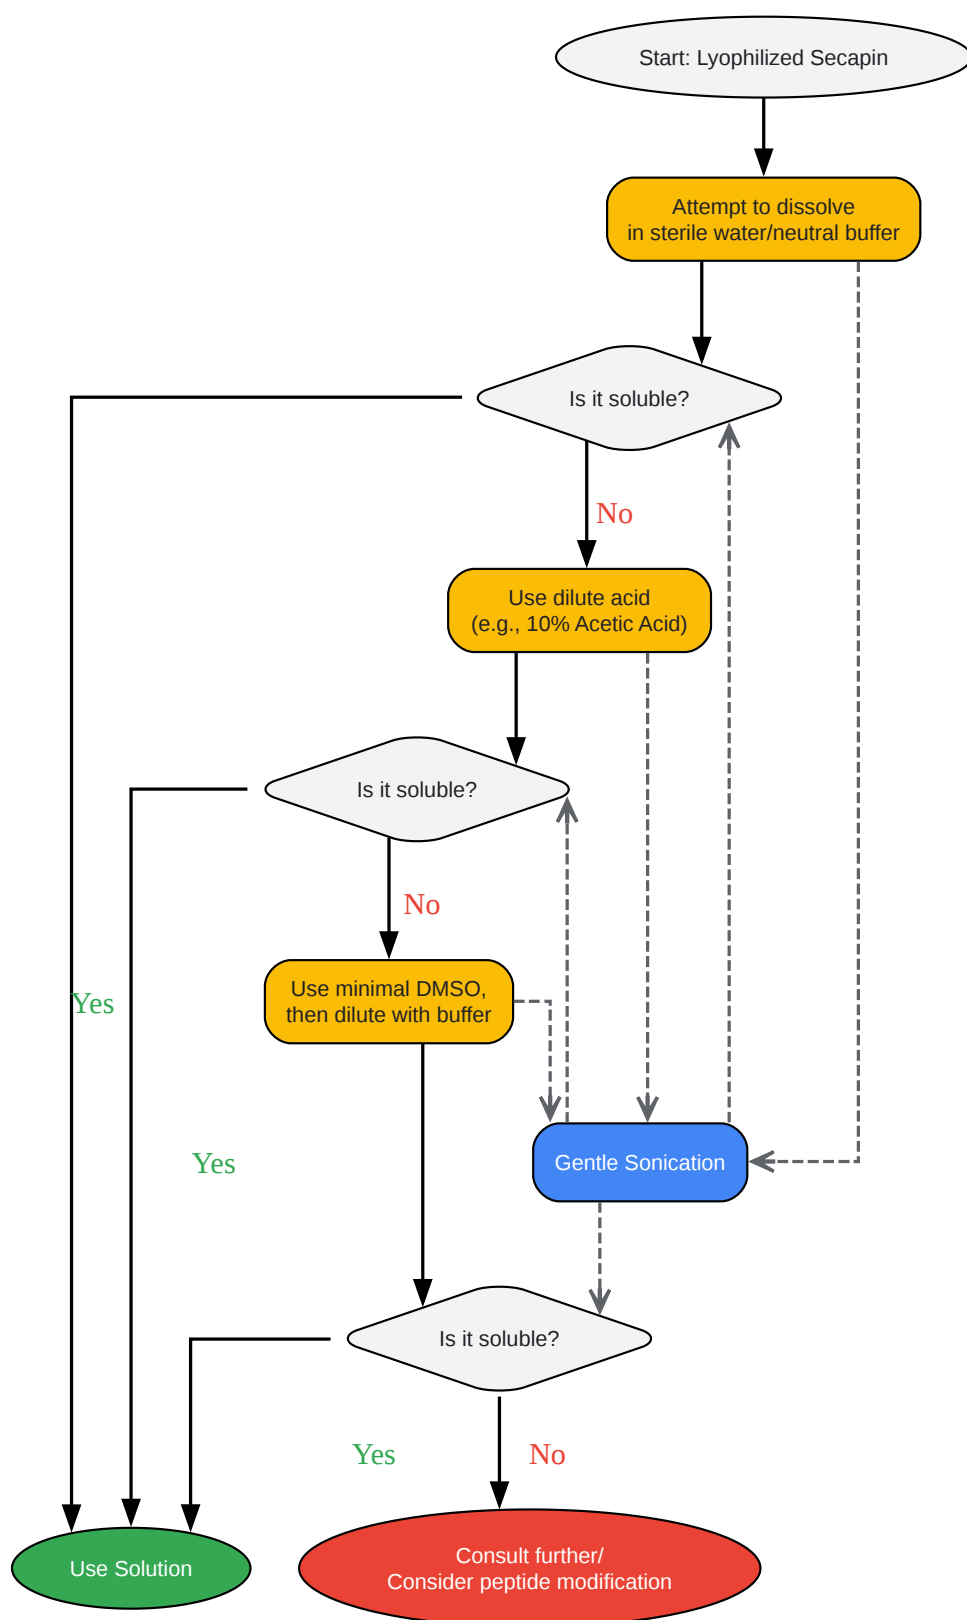 Start: Lyophilized Secapin
Attempt to dissolve
in sterile water/neutral buffer
Is it soluble?
No
Use dilute acid
(e.g., 10% Acetic Acid)
Is it soluble?
No
Use minimal DMSO,
then dilute with buffer
Yes
Yes
Gentle Sonication
Is it soluble?
Yes
No
Use Solution
Consult further/
Consider peptide modification